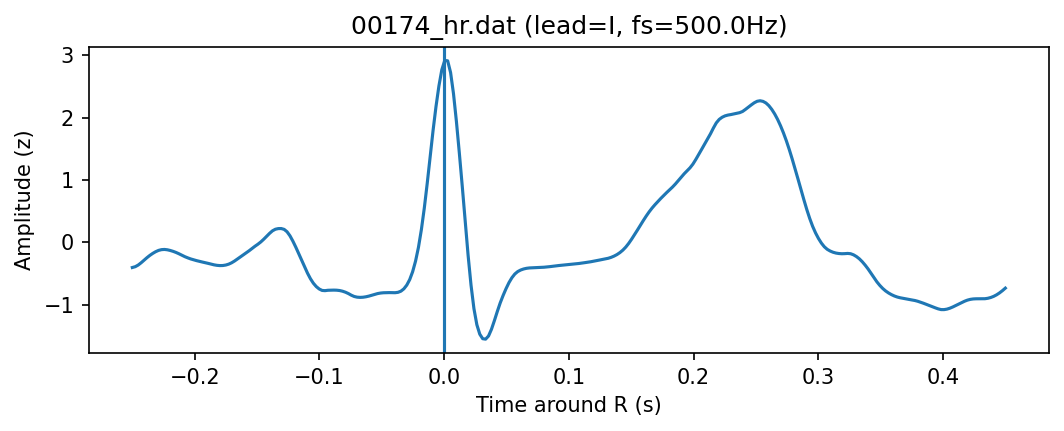 00174_hr.dat (lead=I, fs=500.0Hz)
Amplitude (z)
3
2
1
0
−1
−0.2 −0.1 0.0 0.1 0.2 0.3 0.4
Time around R (s)